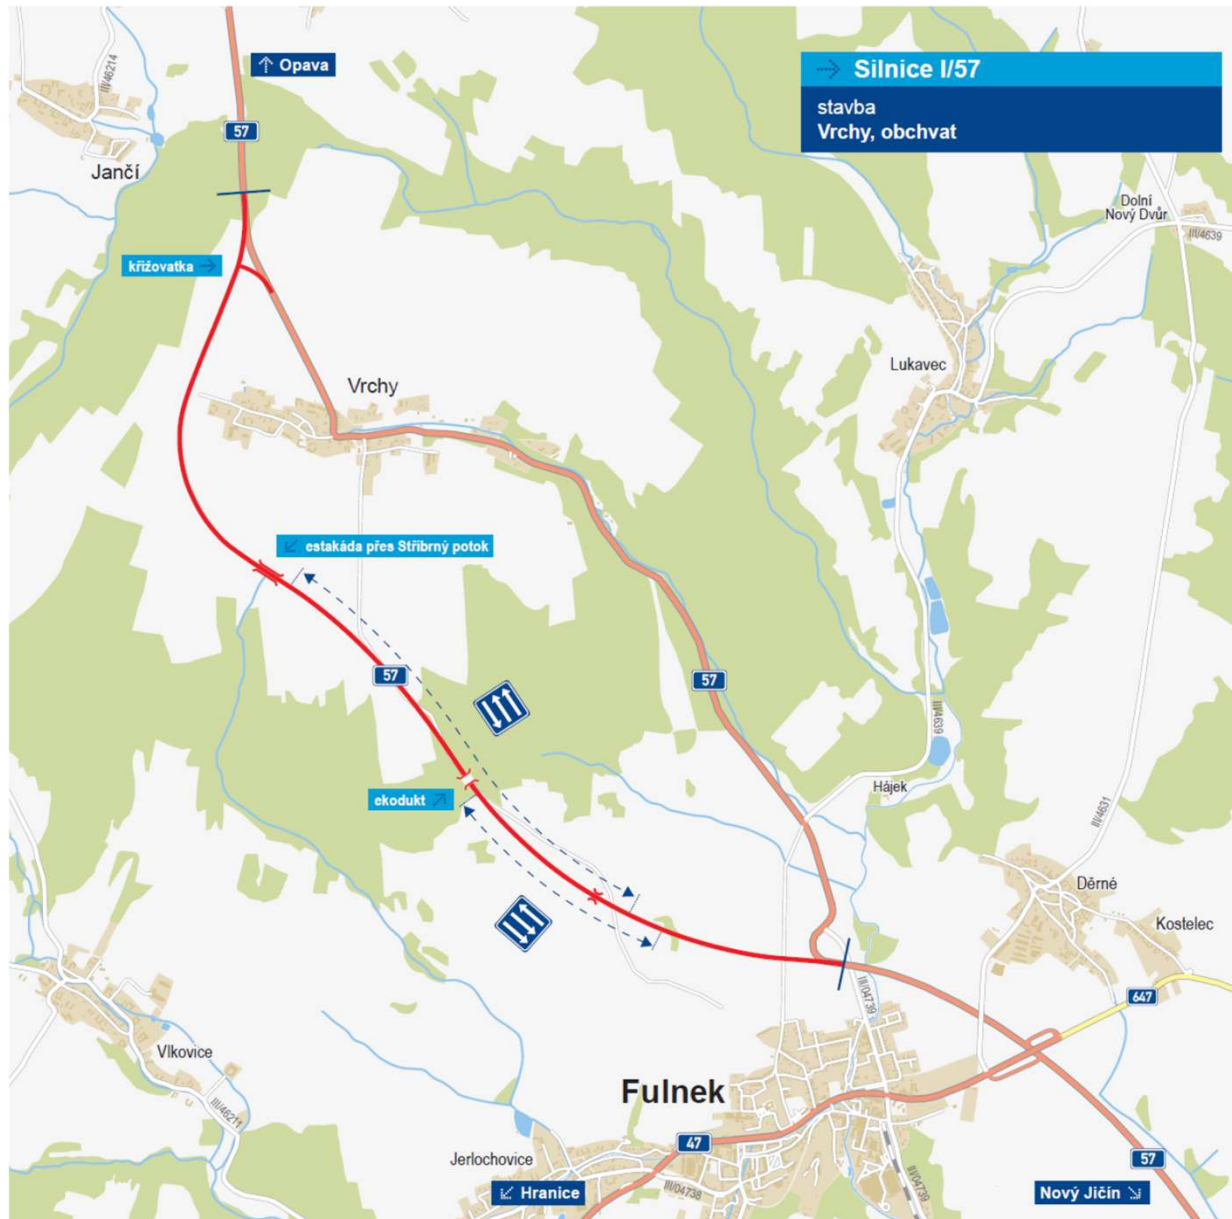 III/46214
Opava
Silnice I/57
stavba
Vrchy, obchvat
57
Jančí
Dolní
Nový Dvůr
III/4639
křižovatka
Lukavec
Vrchy
estakáda přes Stříbrný potok
57
57
III/4639
Hájek
ekodukt
III/4631
Děrné
Kostelec
III/04739
647
Vlkovice
Fulnek
III/46211
47
Jerlochovice
57
III/04738
III/04739
Hranice
Nový Jičín